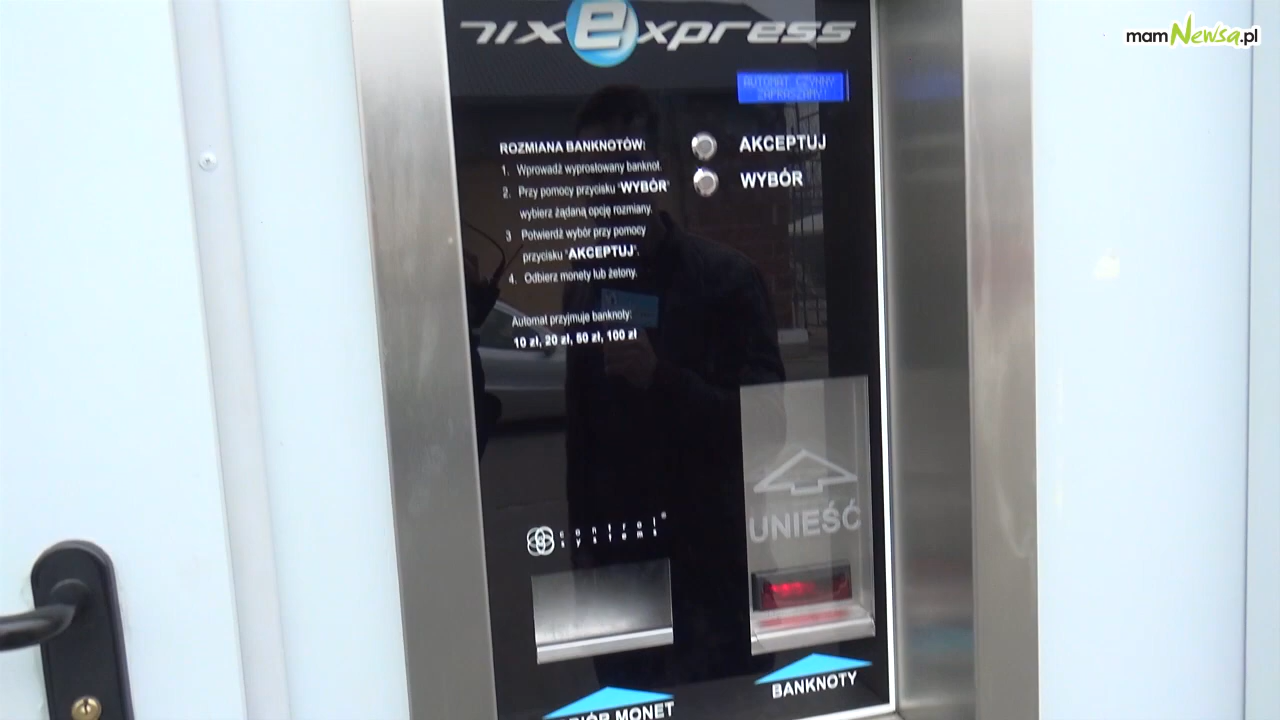 mamNewsa.pl
express
AUTOMAT CZYNNY
ZAPRASZAMY!
ROZMIANA BANKNOTÓW:
1. Wprowadź wyprostowany banknot.
2. Przy pomocy przycisku "WYBÓR"
wybierz żądaną opcję rozmiany.
3 Potwierdź wybór przy pomocy
przycisku "AKCEPTUJ".
4. Odbierz monety lub żetony.
Automat przyjmuje banknoty:
10 zł, 20 zł, 50 zł, 100 zł
AKCEPTUJ
WYBÓR
UNIEŚĆ
control
systems
MONET
BANKNOTY